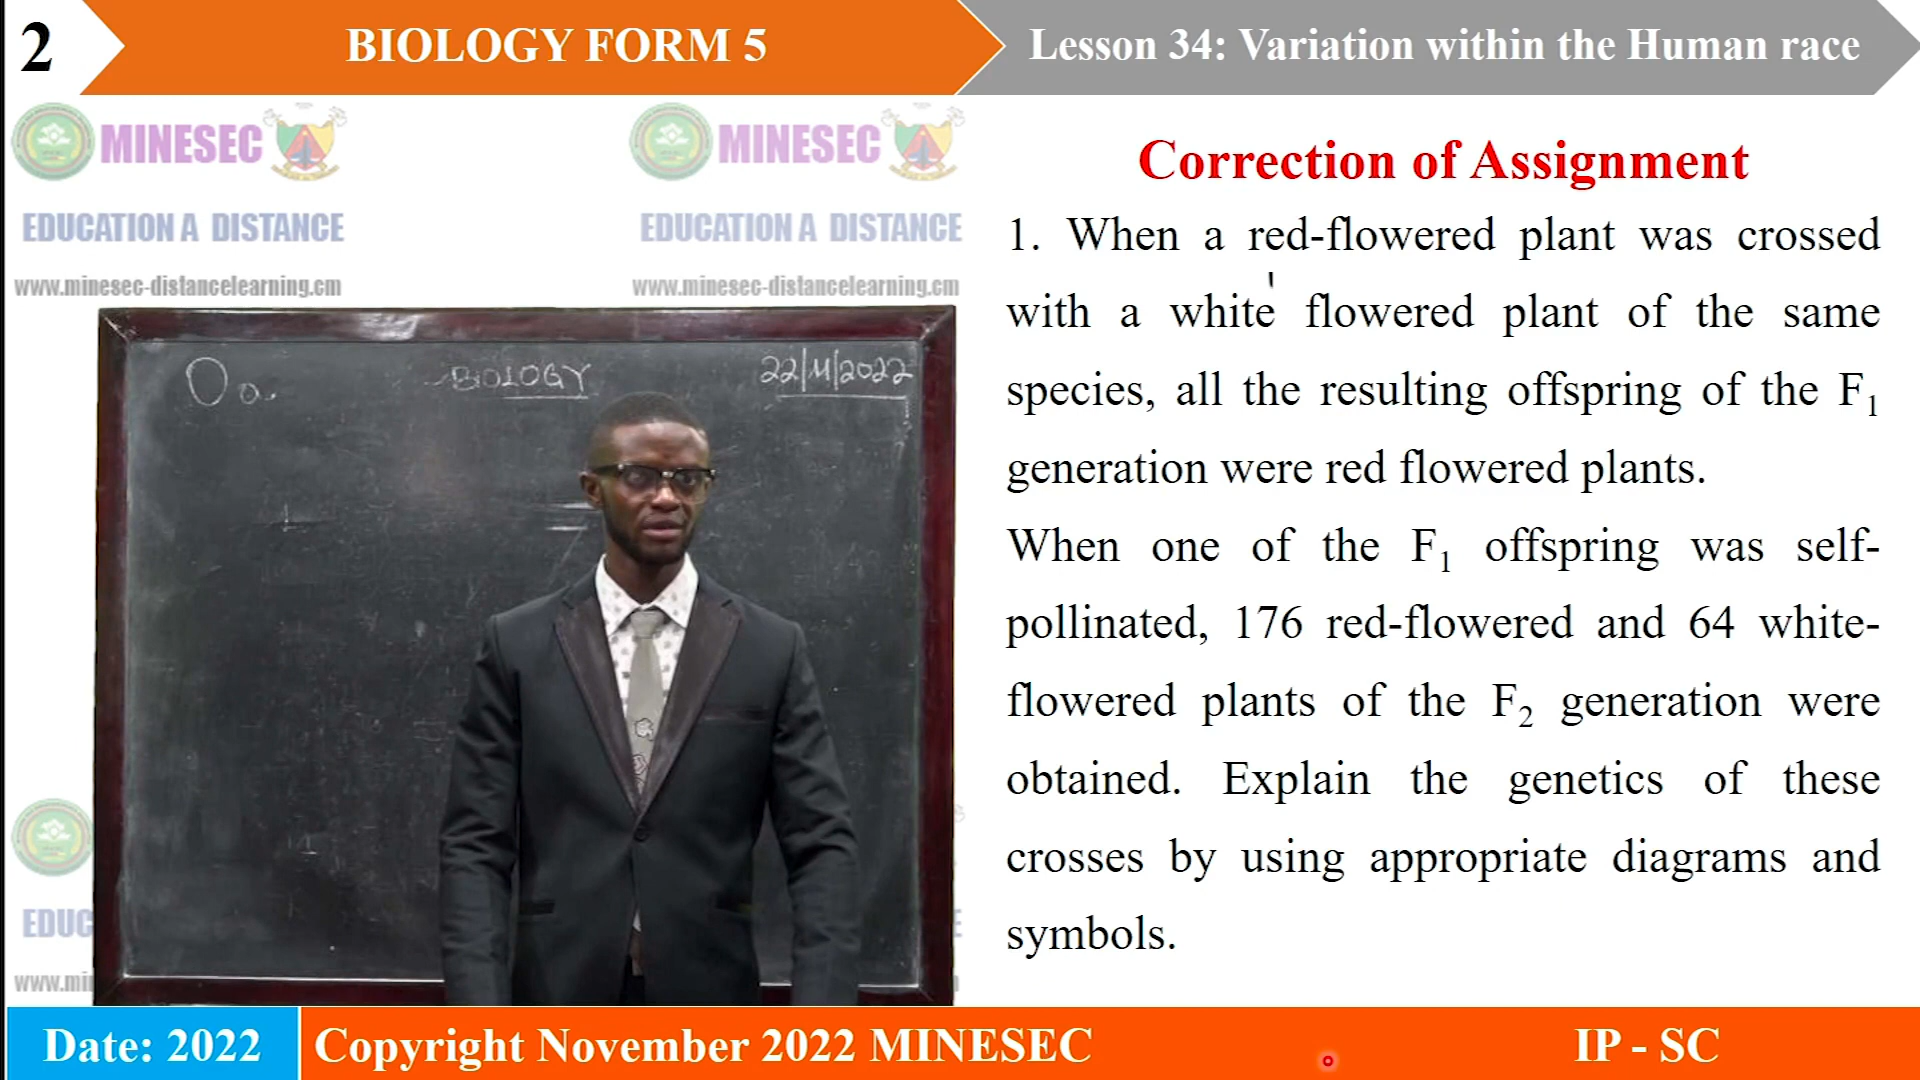 2
BIOLOGY FORM 5
Lesson 34: Variation within the Human race
MINESEC
MINESEC
EDUCATION A DISTANCE
EDUCATION A DISTANCE
www.minesec-distancelearning.cm
www.minesec-distancelearning.cm
BIOLOGY
22/11/2022
EDUC
www.mi
Correction of Assignment
1. When a red-flowered plant was crossed
with a white flowered plant of the same
species, all the resulting offspring of the F1
generation were red flowered plants.
When one of the F1 offspring was self-
pollinated, 176 red-flowered and 64 white-
flowered plants of the F2 generation were
obtained. Explain the genetics of these
crosses by using appropriate diagrams and
symbols.
Date: 2022
Copyright November 2022 MINESEC
IP - SC